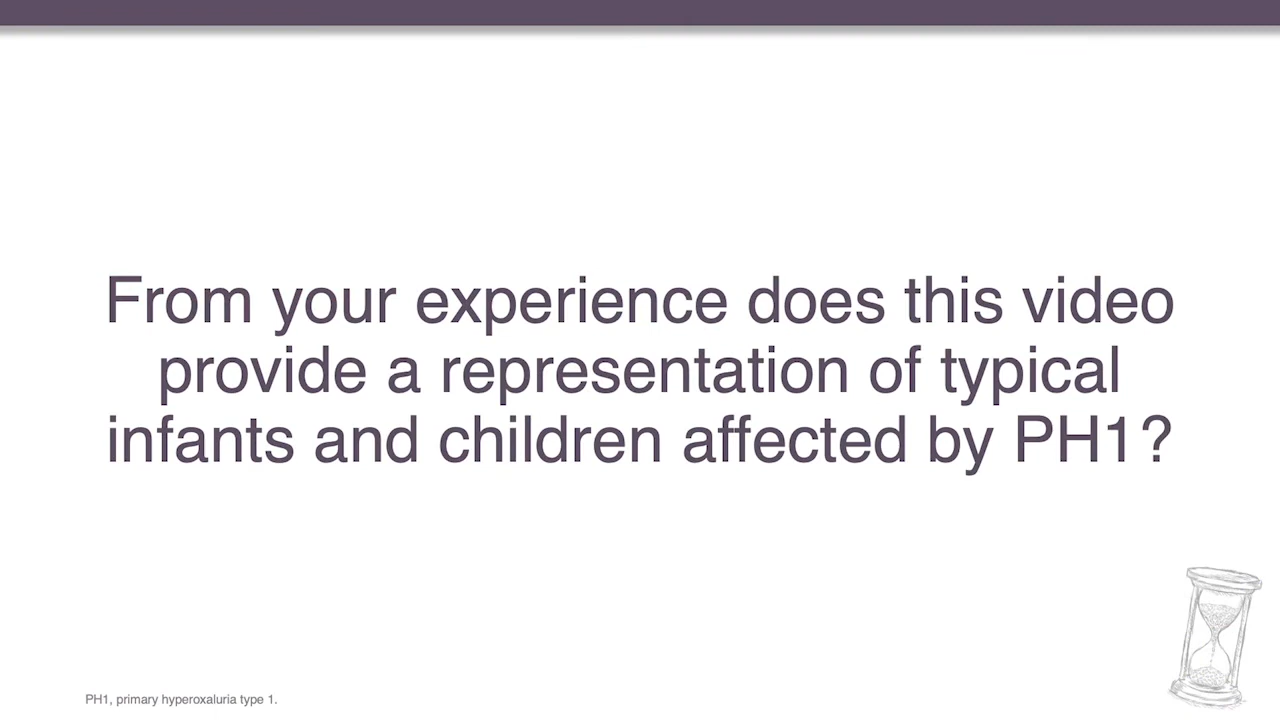 From your experience does this video
provide a representation of typical
infants and children affected by PH1?
PH1, primary hyperoxaluria type 1.